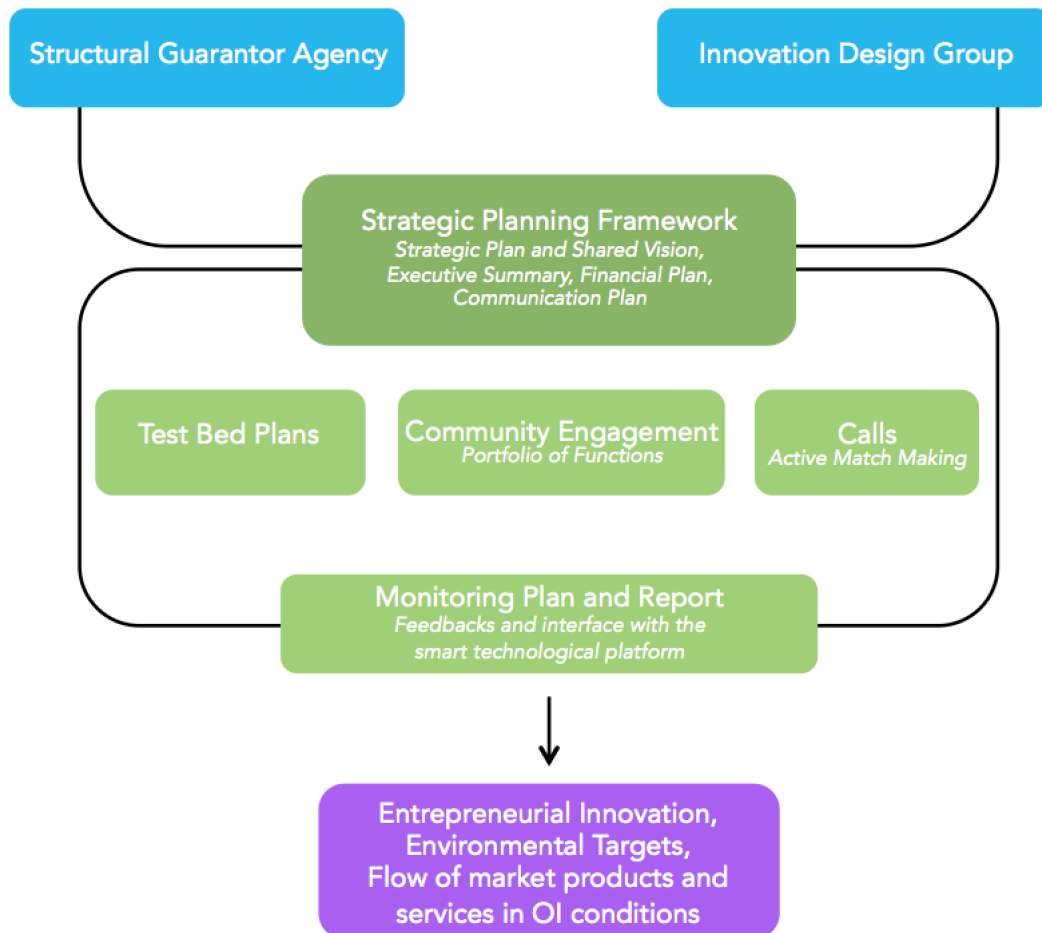 Structural Guarantor Agency
Innovation Design Group
Strategic Planning Framework
Strategic Plan and Shared Vision,
Executive Summary, Financial Plan,
Communication Plan
Test Bed Plans
Community Engagement
Portfolio of Functions
Calls
Active Match Making
Monitoring Plan and Report
Feedbacks and interface with the
smart technological platform
Entrepreneurial Innovation,
Environmental Targets,
Flow of market products and
services in OI conditions